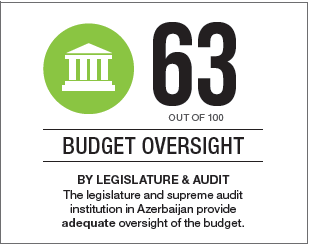 63
OUT OF 100
BUDGET OVERSIGHT
BY LEGISLATURE & AUDIT
The legislature and supreme audit
institution in Azerbaijan provide
adequate oversight of the budget.